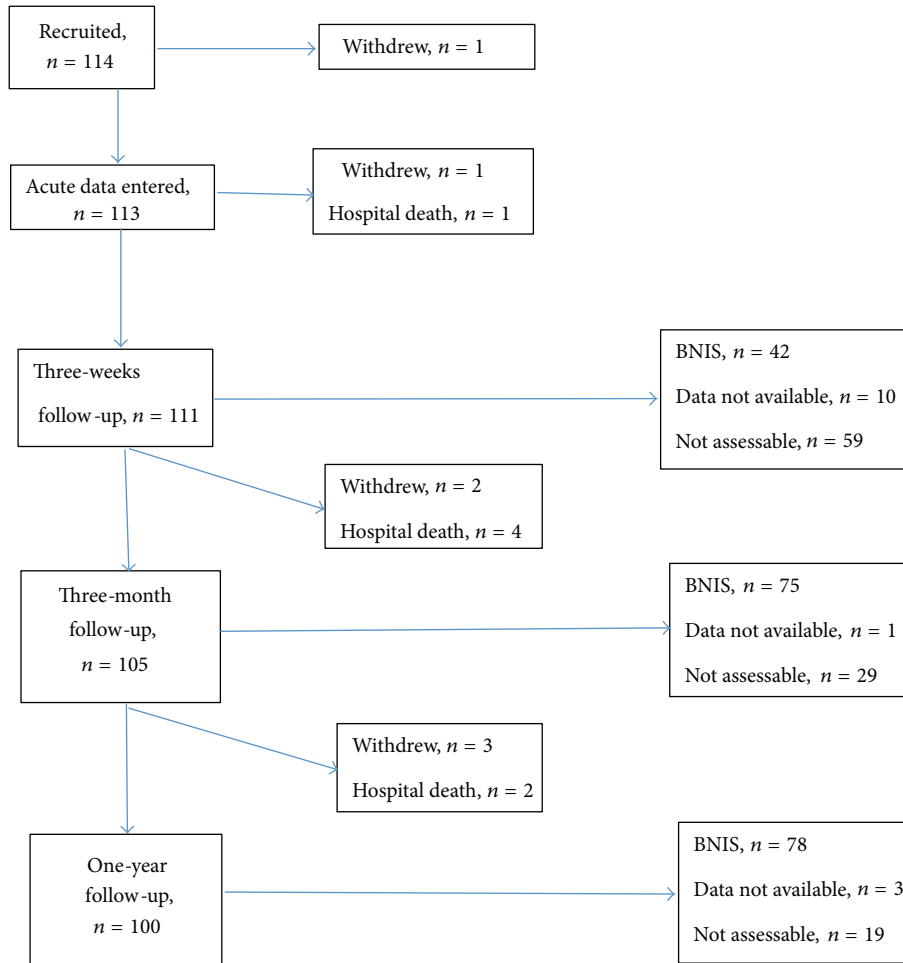 Recruited,
n = 114
Withdrew, n = 1
Acute data entered,
n = 113
Withdrew, n = 1
Hospital death, n = 1
Three-weeks
follow-up, n = 111
BNIS, n = 42
Data not available, n = 10
Not assessable, n = 59
Withdrew, n = 2
Hospital death, n = 4
Three-month
follow-up,
n = 105
BNIS, n = 75
Data not available, n = 1
Not assessable, n = 29
Withdrew, n = 3
Hospital death, n = 2
One-year
follow-up,
n = 100
BNIS, n = 78
Data not available, n = 3
Not assessable, n = 19